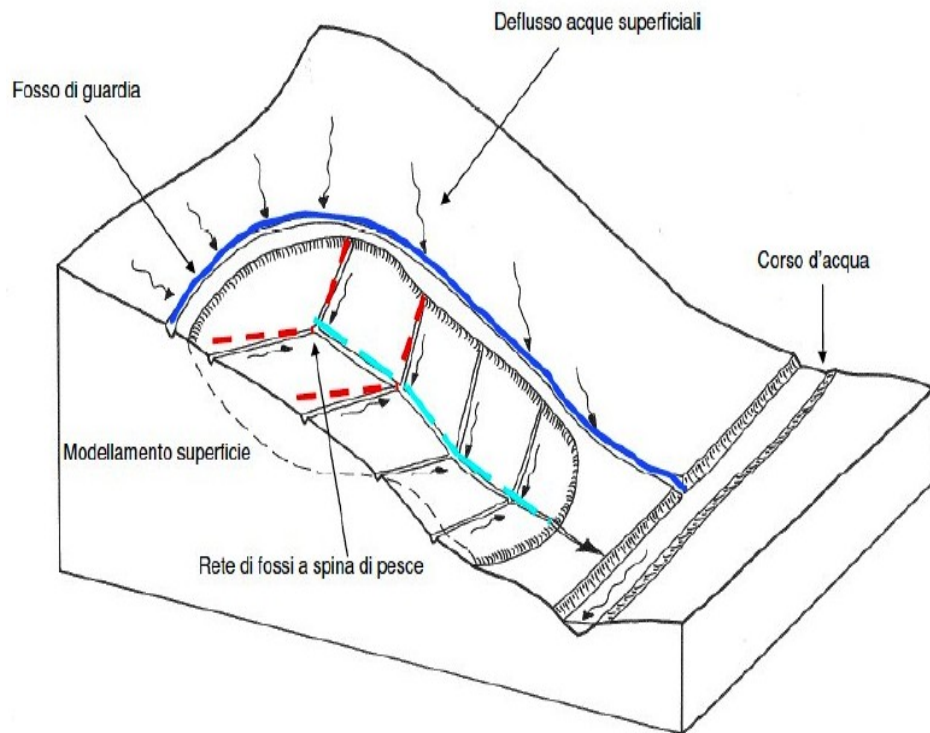 Deflusso acque superficiali
Fosso di guardia
Corso d'acqua
Modellamento superficie
Rete di fossi a spina di pesce